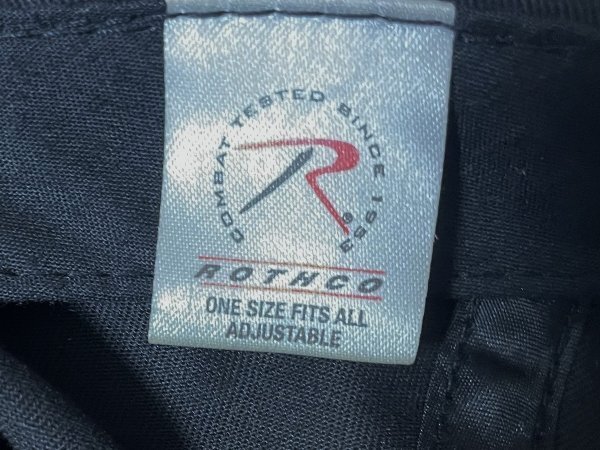 COMBAT TESTED SINCE 1953
R
ROTHCO
ONE SIZE FITS ALL
ADJUSTABLE